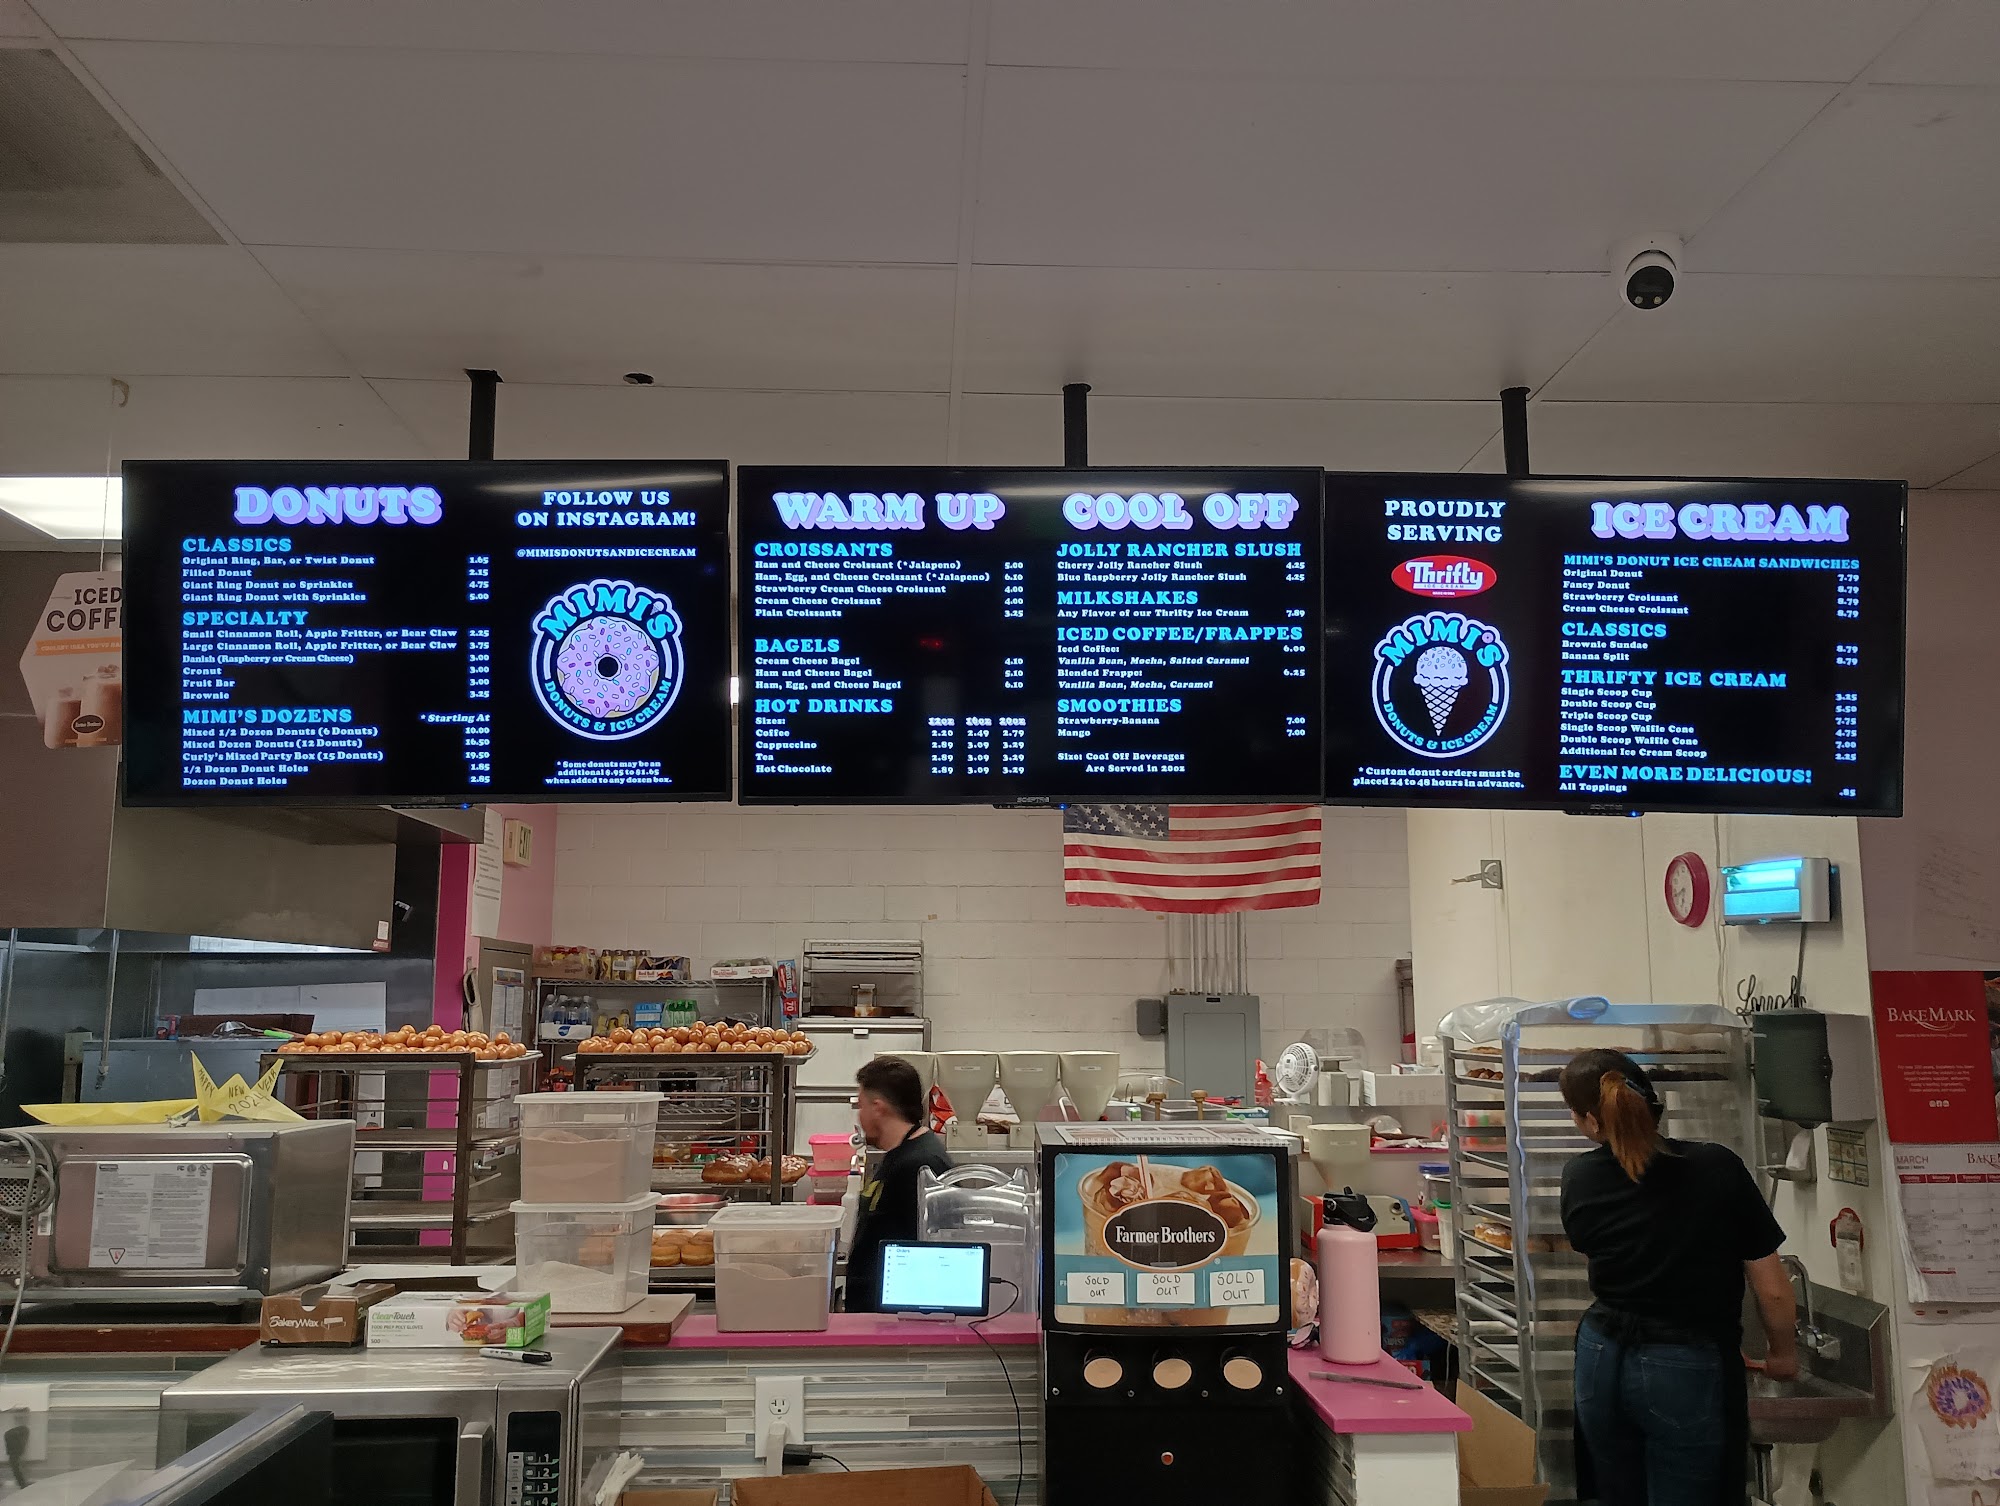 DONUTS
CLASSICS
Original Ring, Bar, or Twist Donut 1.65
Filled Donut 2.15
Giant Ring Donut no Sprinkles 4.75
Giant Ring Donut with Sprinkles 5.00
SPECIALTY
Small Cinnamon Roll, Apple Fritter, or Bear Claw 2.25
Large Cinnamon Roll, Apple Fritter, or Bear Claw 3.75
Danish (Raspberry or Cream Cheese) 3.00
Cronut 3.00
Fruit Bar 3.00
Brownie 3.25
MIMI'S DOZENS *Starting At
Mixed 1/2 Dozen Donuts (6 Donuts) 10.00
Mixed Dozen Donuts (12 Donuts) 16.50
Curly's Mixed Party Box (15 Donuts) 19.50
1/2 Dozen Donut Holes 1.85
Dozen Donut Holes 2.85
FOLLOW US
ON INSTAGRAM!
@MIMISDONUTSANDICECREAM
MIMI'S
DONUTS & ICE CREAM
*Some donuts may be an
additional $.95 to $1.65
when added to any dozen box.
WARM UP
CROISSANTS
Ham and Cheese Croissant (*Jalapeno) 5.00
Ham, Egg, and Cheese Croissant (*Jalapeno) 6.10
Strawberry Cream Cheese Croissant 4.00
Cream Cheese Croissant 4.00
Plain Croissants 3.25
BAGELS
Cream Cheese Bagel 4.10
Ham and Cheese Bagel 5.10
Ham, Egg, and Cheese Bagel 6.10
HOT DRINKS
Sizes: 12oz 16oz 20oz
Coffee 2.20 2.49 2.79
Cappuccino 2.89 3.09 3.29
Tea 2.89 3.09 3.29
Hot Chocolate 2.89 3.09 3.29
COOL OFF
JOLLY RANCHER SLUSH
Cherry Jolly Rancher Slush 4.25
Blue Raspberry Jolly Rancher Slush 4.25
MILKSHAKES
Any Flavor of our Thrifty Ice Cream 7.89
ICED COFFEE/FRAPPES
Iced Coffee: 6.00
Vanilla Bean, Mocha, Salted Caramel
Blended Frappe: 6.25
Vanilla Bean, Mocha, Caramel
SMOOTHIES
Strawberry-Banana 7.00
Mango 7.00
Size: Cool Off Beverages
Are Served in 20oz
PROUDLY
SERVING
Thrifty
ICE CREAM
MIMI'S
DONUTS & ICE CREAM
*Custom donut orders must be
placed 24 to 48 hours in advance.
ICE CREAM
MIMI'S DONUT ICE CREAM SANDWICHES
Original Donut 7.79
Fancy Donut 8.79
Strawberry Croissant 8.79
Cream Cheese Croissant 8.79
CLASSICS
Brownie Sundae 8.79
Banana Split 8.79
THRIFTY ICE CREAM
Single Scoop Cup 3.25
Double Scoop Cup 5.50
Triple Scoop Cup 7.75
Single Scoop Waffle Cone 4.75
Double Scoop Waffle Cone 7.00
Additional Ice Cream Scoop 2.25
EVEN MORE DELICIOUS!
All Toppings .85
ICED
COFF
Farmer Brothers
SCEPTRE
EXIT
HAPPY
NEW
YEAR
2024
BakeryWax
ClearTouch
500
Orders
Farmer Brothers
SOLD
OUT
SOLD
OUT
SOLD
OUT
1
2
3
4
BAKEMARK
MARCH
BAKE